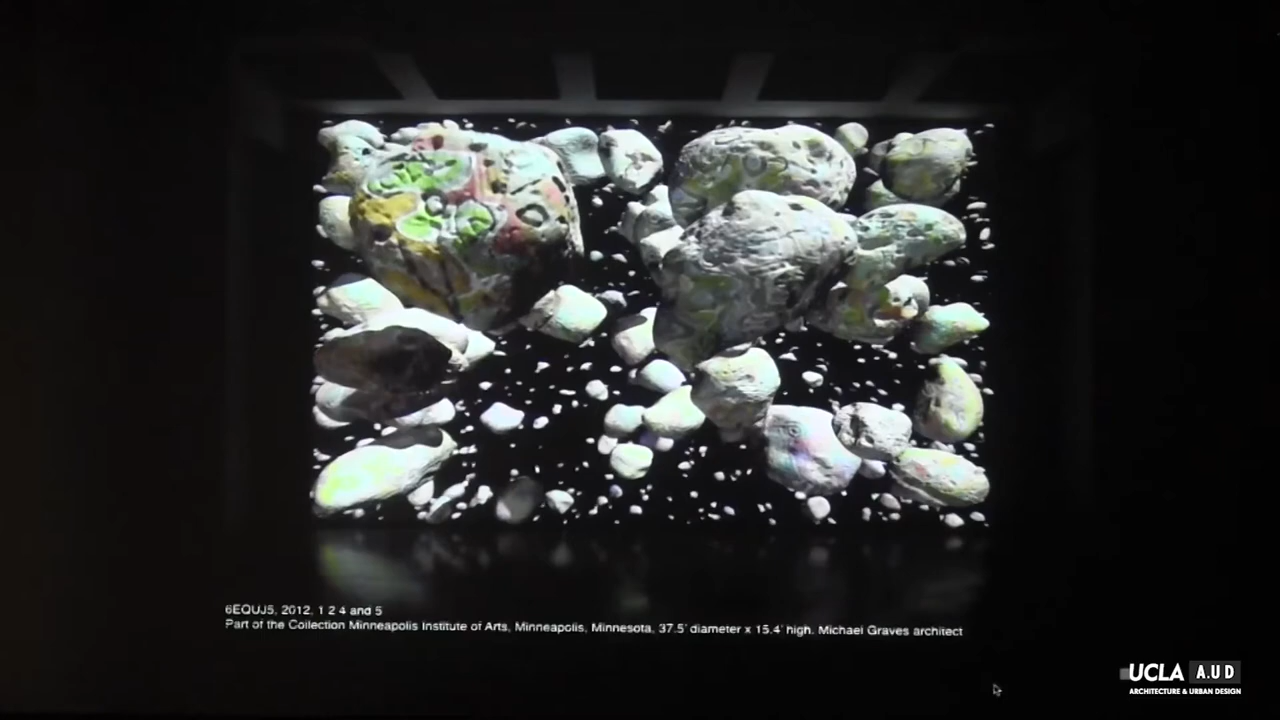 6EQUJ5, 2012, 1 2 4 and 5
Part of the Collection Minneapolis Institute of Arts, Minneapolis, Minnesota, 37.5' diameter x 15.4' high. Michael Graves architect
UCLA A.U D
ARCHITECTURE & URBAN DESIGN